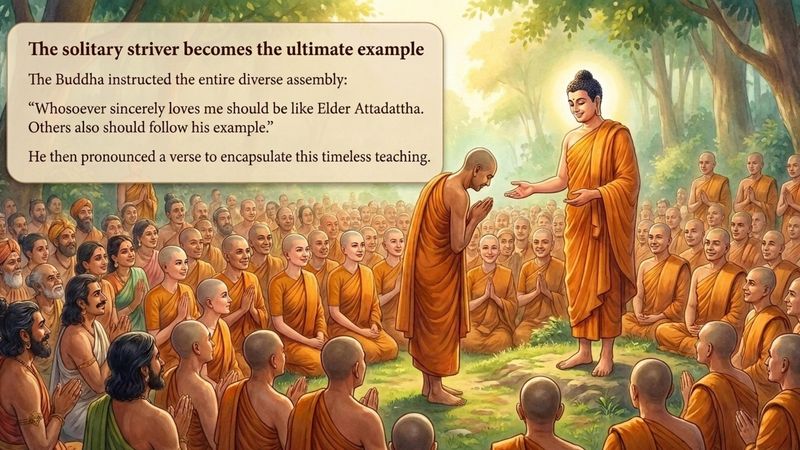 The solitary striver becomes the ultimate example
The Buddha instructed the entire diverse assembly:
“Whosoever sincerely loves me should be like Elder Attadattha.
Others also should follow his example.”
He then pronounced a verse to encapsulate this timeless teaching.